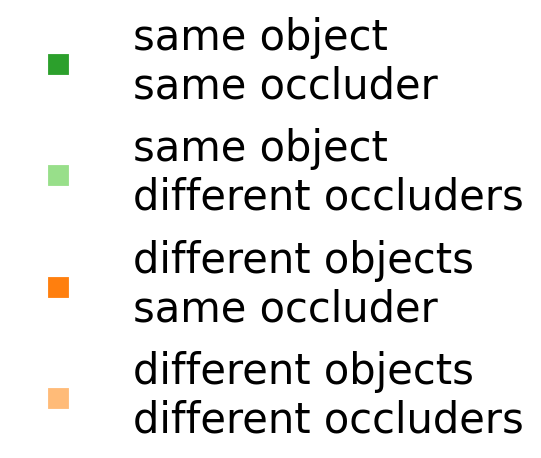 same object
same occluder
same object
different occluders
different objects
same occluder
different objects
different occluders